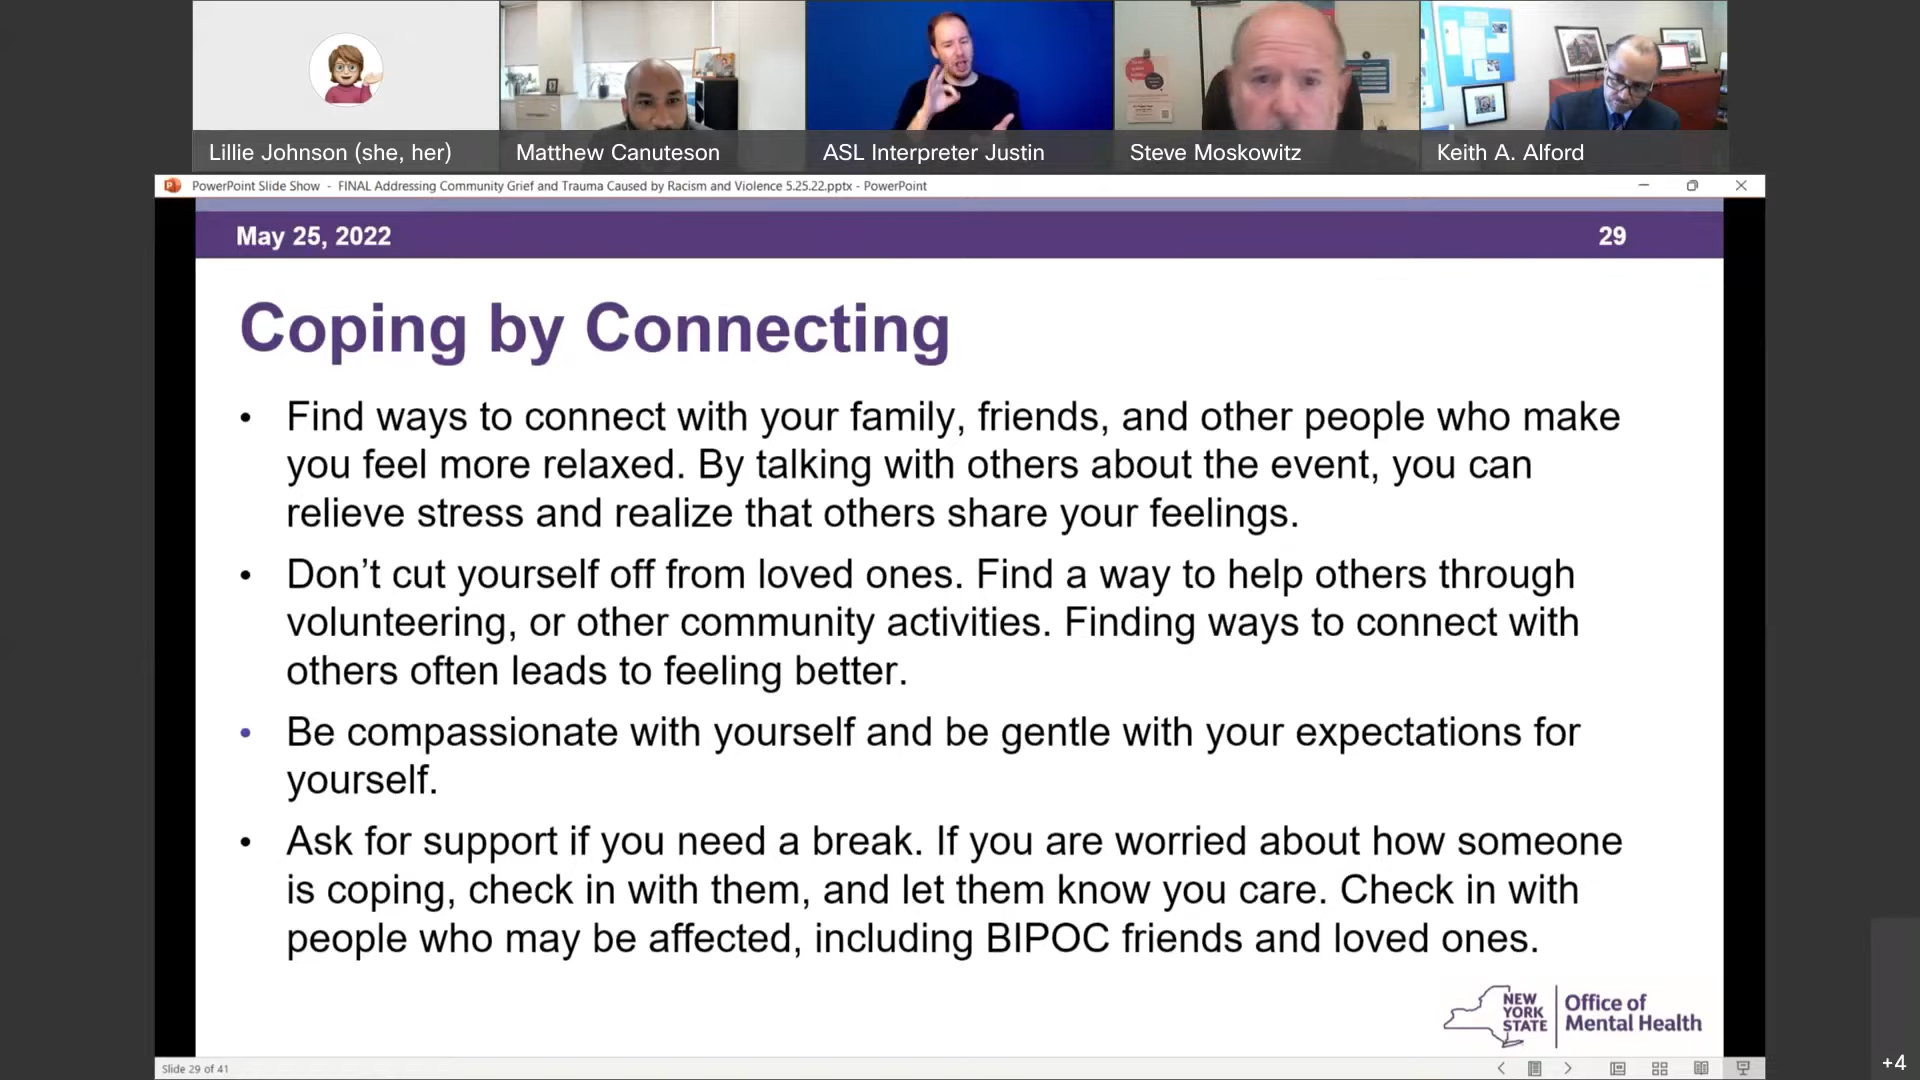 Lillie Johnson (she, her)
Matthew Canuteson
ASL Interpreter Justin
Steve Moskowitz
Keith A. Alford
PowerPoint Slide Show - FINAL Addressing Community Grief and Trauma Caused by Racism and Violence 5.25.22.pptx - PowerPoint
May 25, 2022
29
Coping by Connecting
• Find ways to connect with your family, friends, and other people who make
you feel more relaxed. By talking with others about the event, you can
relieve stress and realize that others share your feelings.
• Don’t cut yourself off from loved ones. Find a way to help others through
volunteering, or other community activities. Finding ways to connect with
others often leads to feeling better.
• Be compassionate with yourself and be gentle with your expectations for
yourself.
• Ask for support if you need a break. If you are worried about how someone
is coping, check in with them, and let them know you care. Check in with
people who may be affected, including BIPOC friends and loved ones.
NEW
YORK
STATE
Office of
Mental Health
Slide 29 of 41
+4